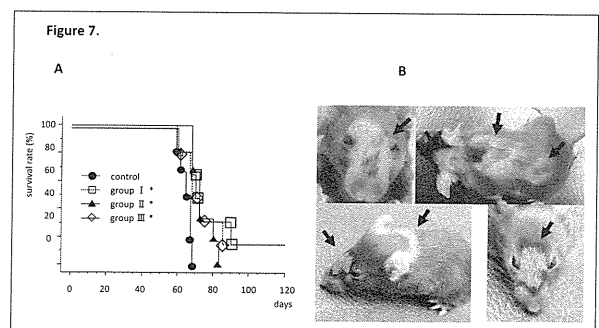 Figure 7.
A
B
survival rate (%)
100
80
60
40
20
0
control
group I *
group II *
group III *
0
20
40
60
80
100
120
days